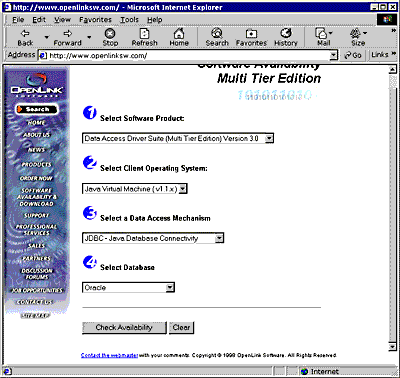 http://www.openlinksw.com/ - Microsoft Internet Explorer
File Edit View Favorites Tools Help
Back Forward Stop Refresh Home Search Favorites History Mail Size
Address http://www.openlinksw.com/ Go Links »
Software Availability
Multi Tier Edition
OPENLINK
SOFTWARE
Search
HOME
ABOUT US
NEWS
PRODUCTS
ORDER NOW
SOFTWARE
AVAILABILITY &
DOWNLOAD
SUPPORT
PROFESSIONAL
SERVICES
SALES
PARTNERS
DISCUSSION
FORUMS
JOB OPPORTUNITIES
CONTACT US
SITE MAP
1 Select Software Product:
Data Access Driver Suite (Multi Tier Edition) Version 3.0
2 Select Client Operating System:
Java Virtual Machine ( v1.1.x )
3 Select a Data Access Mechanism
JDBC - Java Database Connectivity
4 Select Database
Oracle
Check Availability Clear
Contact the webmaster with your comments. Copyright © 1998 OpenLink Software. All Rights Reserved.
Internet